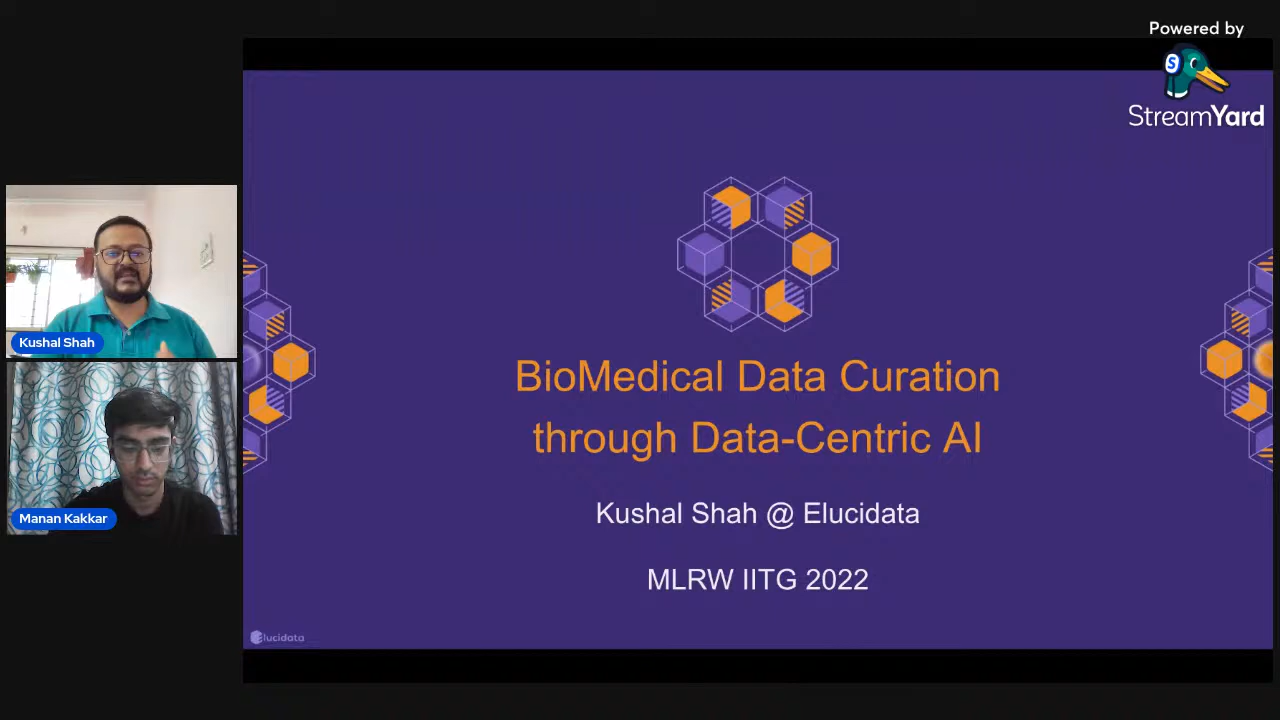 Powered by
StreamYard
Kushal Shah
Manan Kakkar
BioMedical Data Curation
through Data-Centric AI
Kushal Shah @ Elucidata
MLRW IITG 2022
Elucidata